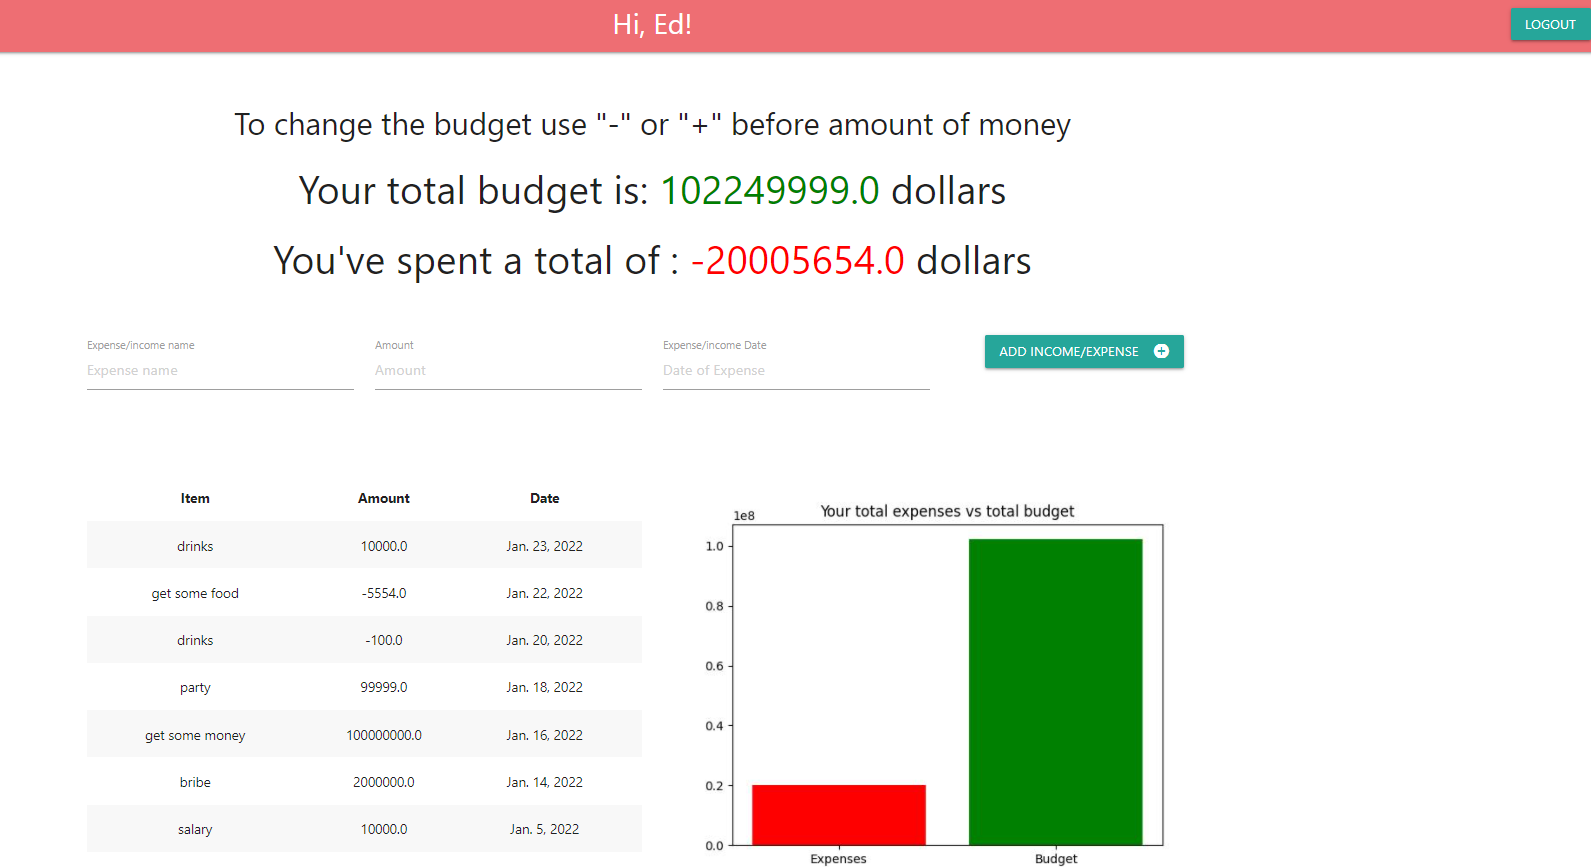 Hi, Ed!
LOGOUT
To change the budget use "-" or "+" before amount of money
Your total budget is: 102249999.0 dollars
You've spent a total of : -20005654.0 dollars
Expense/income name Amount Expense/income Date
Expense name Amount Date of Expense
ADD INCOME/EXPENSE
Item Amount Date
drinks 10000.0 Jan. 23, 2022
get some food -5554.0 Jan. 22, 2022
drinks -100.0 Jan. 20, 2022
party 99999.0 Jan. 18, 2022
get some money 100000000.0 Jan. 16, 2022
bribe 2000000.0 Jan. 14, 2022
salary 10000.0 Jan. 5, 2022
Your total expenses vs total budget
1e8
1.0
0.8
0.6
0.4
0.2
0.0
Expenses Budget